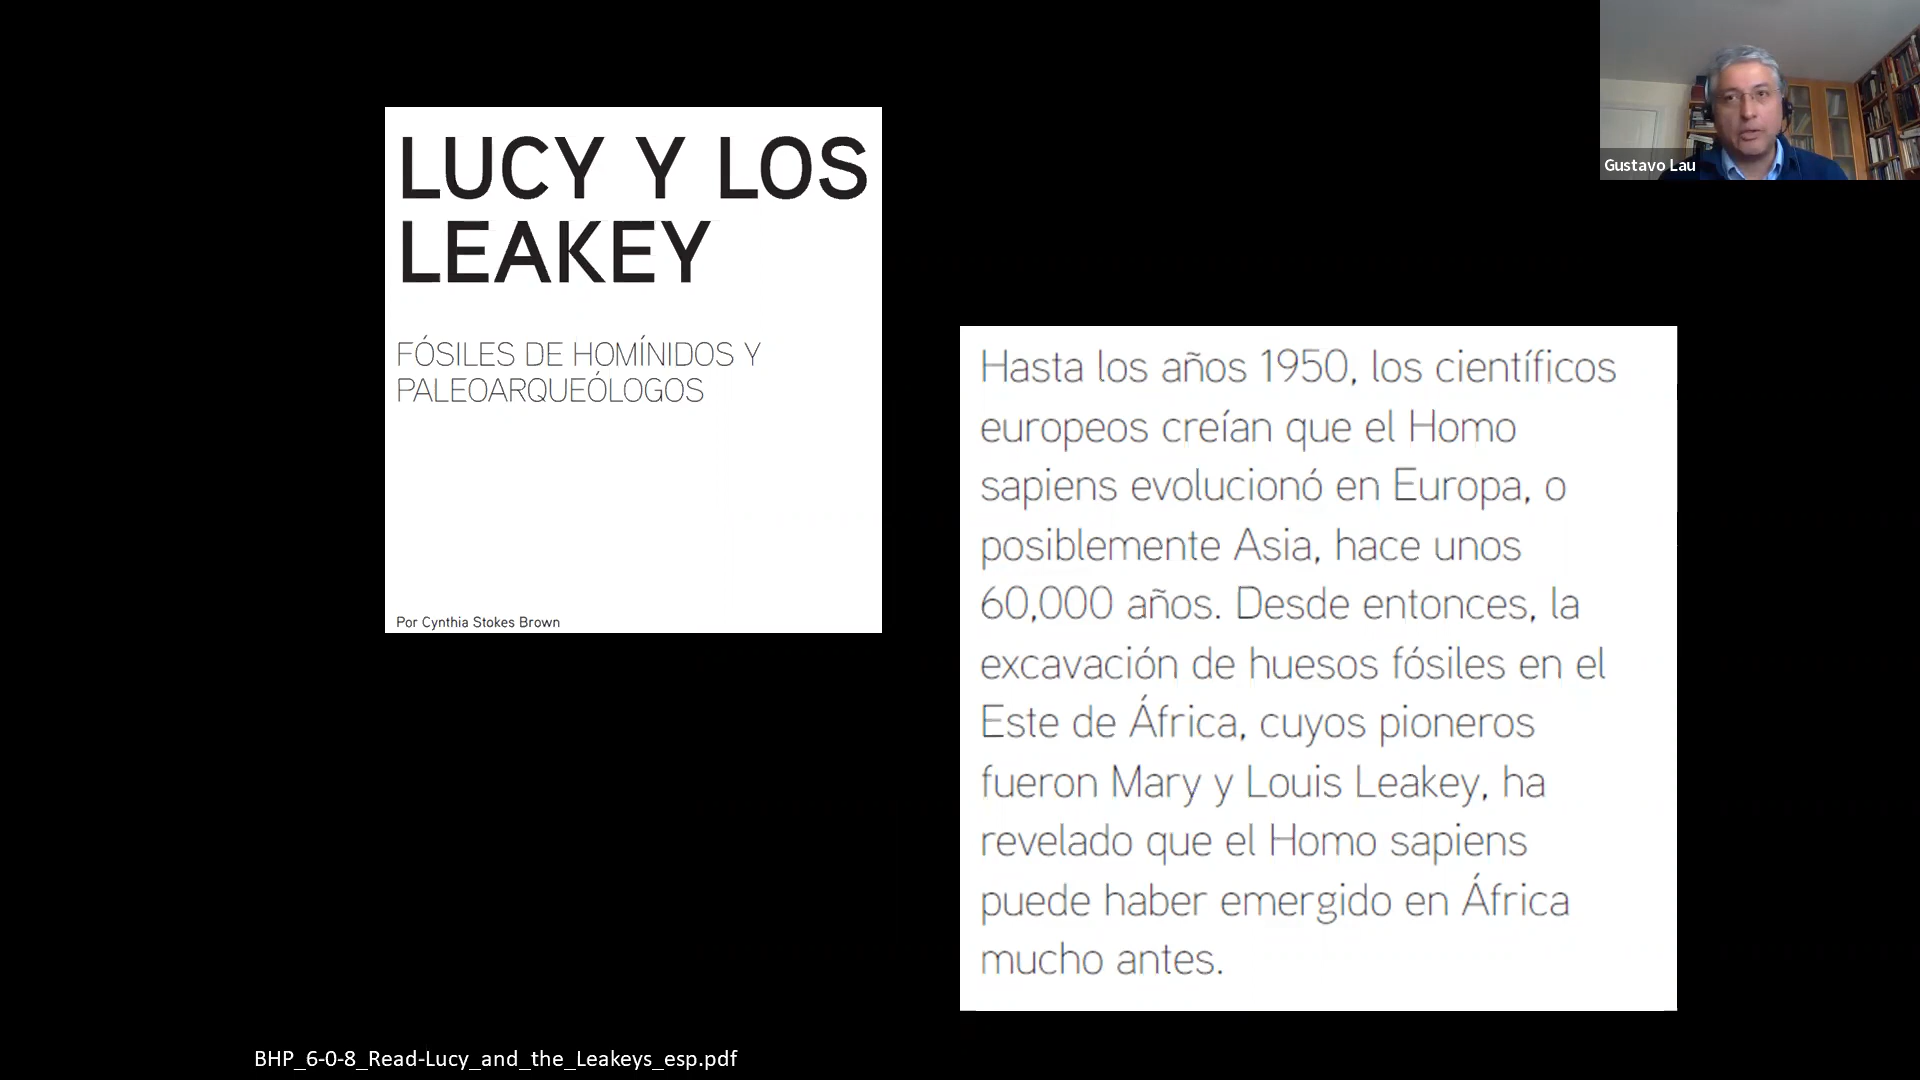 LUCY Y LOS
LEAKEY
FÓSILES DE HOMÍNIDOS Y
PALEOARQUEÓLOGOS
Por Cynthia Stokes Brown
Gustavo Lau
Hasta los años 1950, los científicos
europeos creían que el Homo
sapiens evolucionó en Europa, o
posiblemente Asia, hace unos
60,000 años. Desde entonces, la
excavación de huesos fósiles en el
Este de África, cuyos pioneros
fueron Mary y Louis Leakey, ha
revelado que el Homo sapiens
puede haber emergido en África
mucho antes.
BHP_6-0-8_Read-Lucy_and_the_Leakeys_esp.pdf